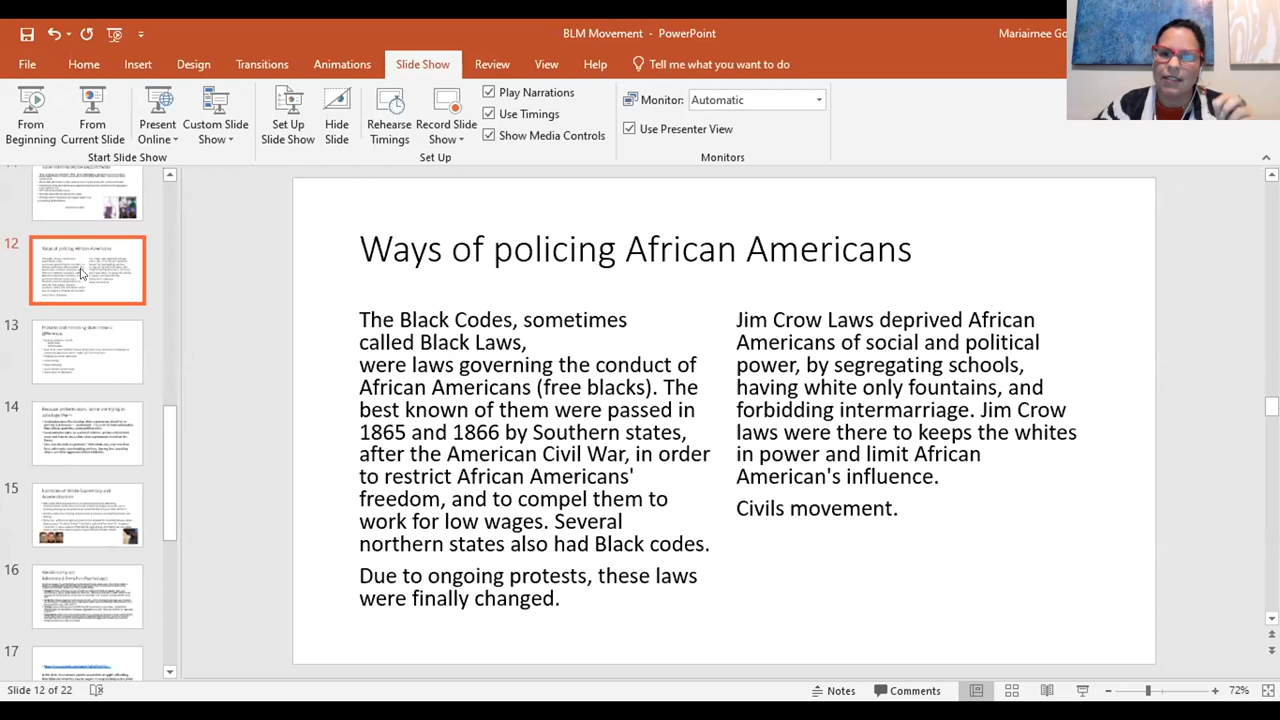 BLM Movement - PowerPoint
Mariaimee Go
File Home Insert Design Transitions Animations Slide Show Review View Help Tell me what you want to do
From Beginning
From Current Slide
Present Online
Custom Slide Show
Start Slide Show
Set Up Slide Show
Hide Slide
Rehearse Timings
Record Slide Show
Play Narrations
Use Timings
Show Media Controls
Set Up
Monitor: Automatic
Use Presenter View
Monitors
12
13
14
15
16
17
Ways of policing African Americans
The Black Codes, sometimes
called Black Laws,
were laws governing the conduct of
African Americans (free blacks). The
best known of them were passed in
1865 and 1866 by Southern states,
after the American Civil War, in order
to restrict African Americans'
freedom, and to compel them to
work for low wages. Several
northern states also had Black codes.
Due to ongoing protests, these laws
were finally changed.
Jim Crow Laws deprived African
Americans of social and political
power, by segregating schools,
having white only fountains, and
forbidding intermarriage. Jim Crow
Laws were there to keeps the whites
in power and limit African
American's influence.
Civils movement.
Slide 12 of 22
Notes
Comments
72%